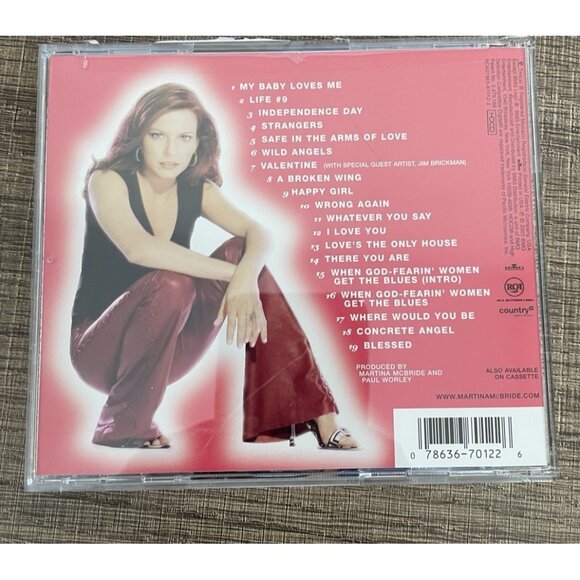 1 MY BABY LOVES ME
2 LIFE #9
3 INDEPENDENCE DAY
4 STRANGERS
5 SAFE IN THE ARMS OF LOVE
6 WILD ANGELS
7 VALENTINE (WITH SPECIAL GUEST ARTIST, JIM BRICKMAN)
8 A BROKEN WING
9 HAPPY GIRL
10 WRONG AGAIN
11 WHATEVER YOU SAY
12 I LOVE YOU
13 LOVE'S THE ONLY HOUSE
14 THERE YOU ARE
15 WHEN GOD-FEARIN' WOMEN
GET THE BLUES (INTRO)
16 WHEN GOD-FEARIN' WOMEN
GET THE BLUES
17 WHERE WOULD YOU BE
18 CONCRETE ANGEL
19 BLESSED
PRODUCED BY
MARTINA MCBRIDE AND
PAUL WORLEY
RCA
country
ALSO AVAILABLE
ON CASSETTE
WWW.MARTINAMCBRIDE.COM
0 78636-70122 6